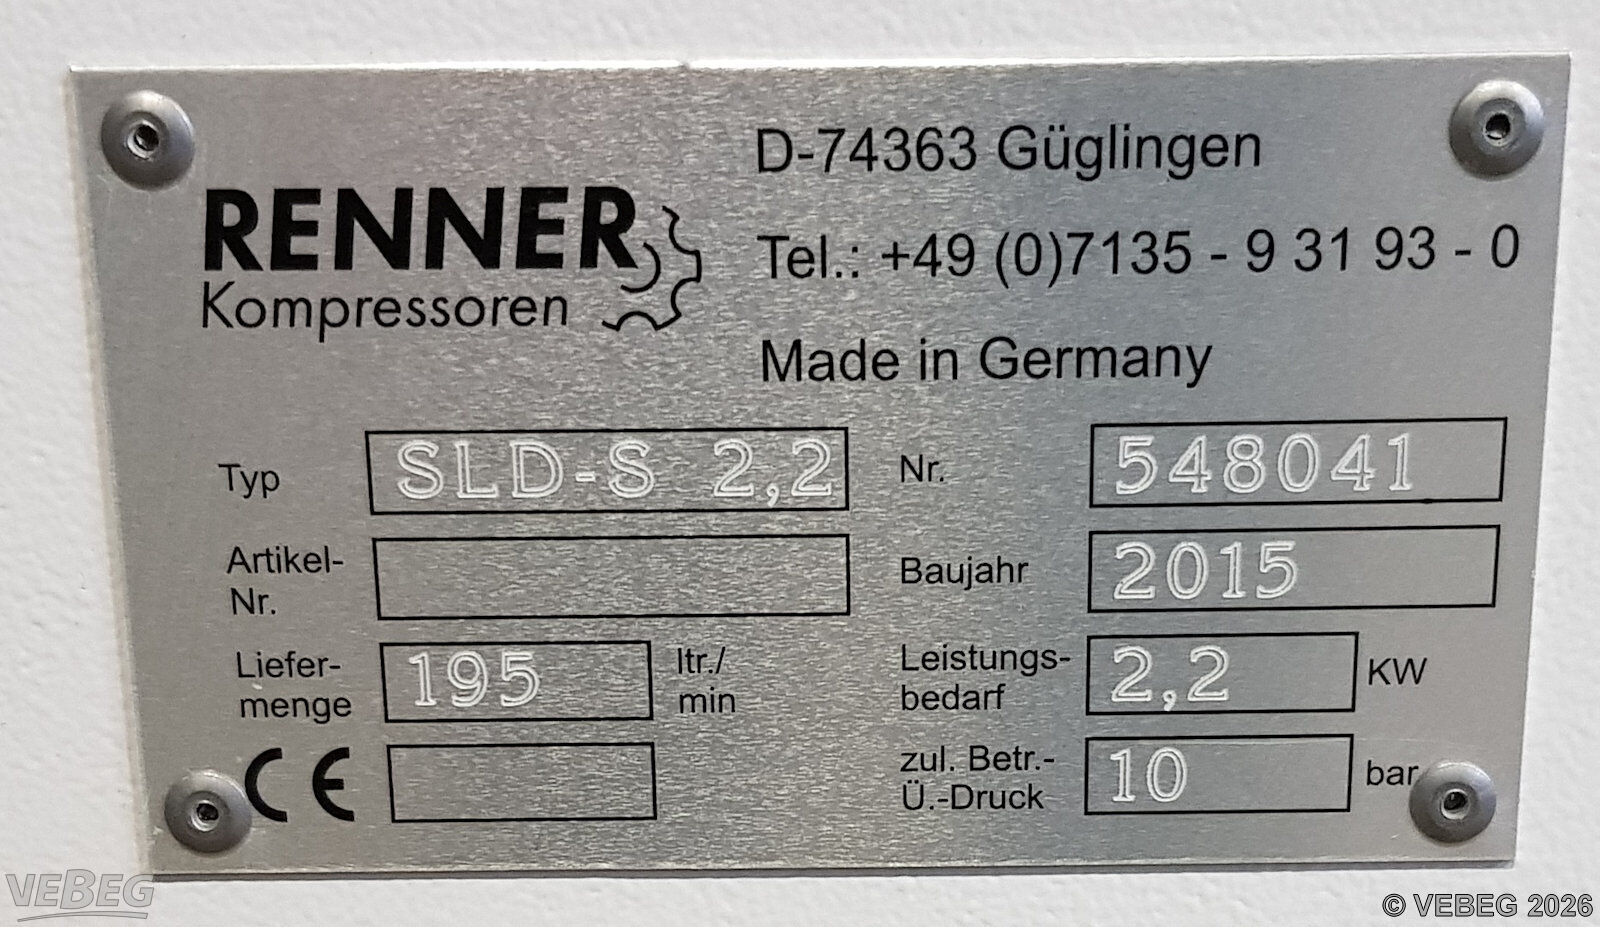 RENNER
Kompressoren
D-74363 Güglingen
Tel.: +49 (0)7135 - 9 31 93 - 0
Made in Germany
Typ SLD-S 2,2 Nr. 548041
Artikel-
Nr.
Baujahr 2015
Liefer-
menge 195 ltr./
min
Leistungs-
bedarf 2,2 KW
CE
zul. Betr.-
Ü.-Druck 10 bar
VEBEG
© VEBEG 2026